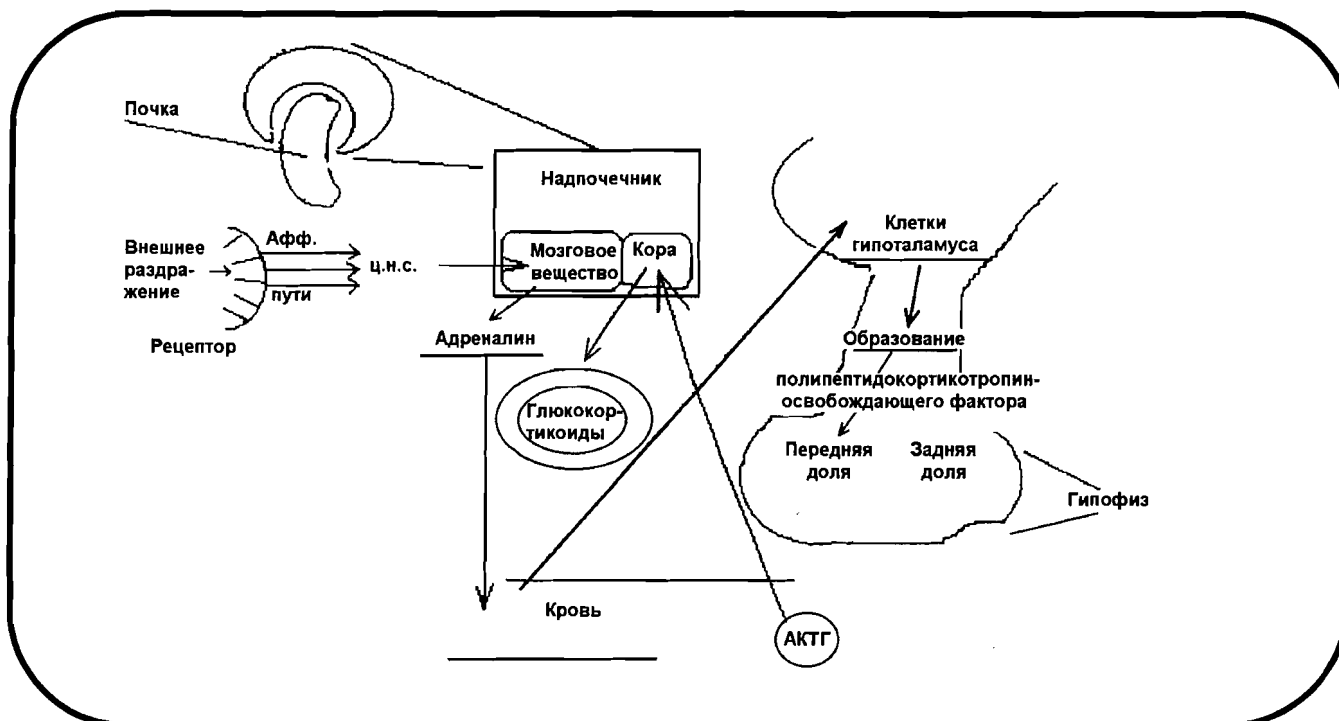 Почка
Надпочечник
Внешнее
раздра-
жение
Рецептор
Афф.
пути
ц.н.с.
Мозговое
вещество
Кора
Адреналин
Глюкокор-
тикоиды
Кровь
АКТГ
Клетки
гипоталамуса
Образование
полипептидокортикотропин-
освобождающего фактора
Передняя
доля
Задняя
доля
Гипофиз